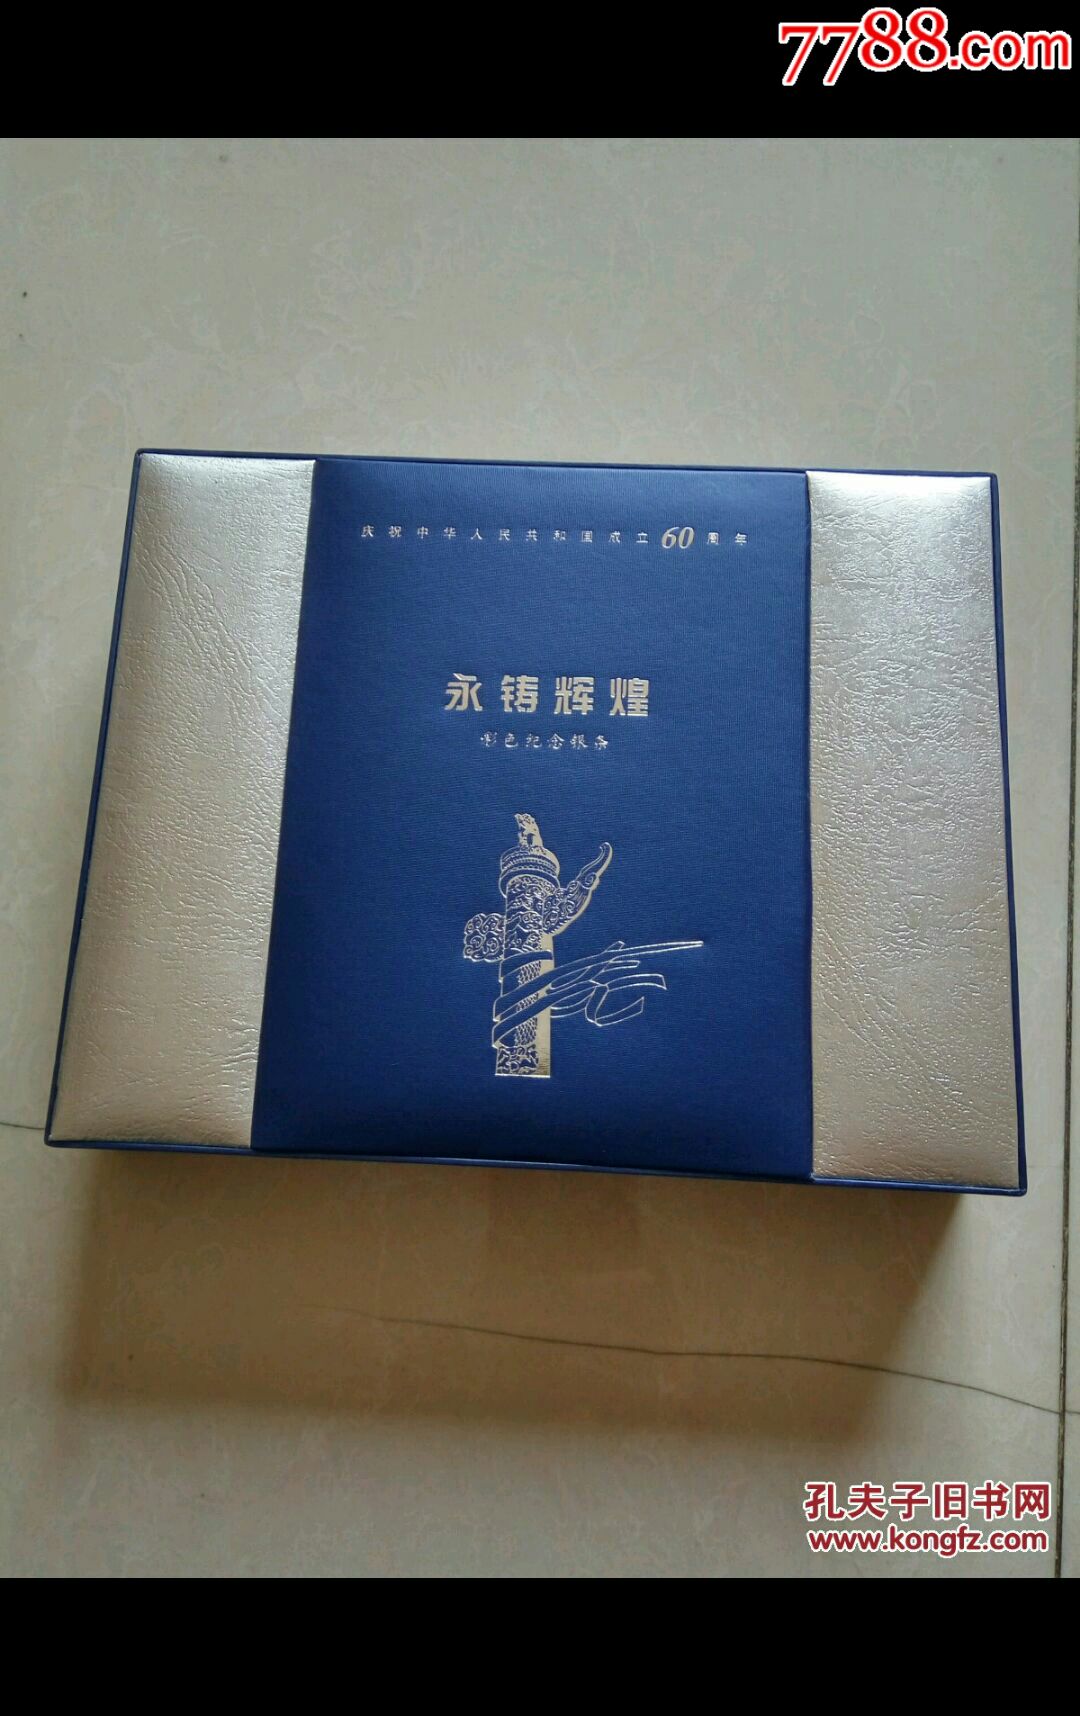 7788.com
庆祝中华人民共和国成立60周年
永铸辉煌
彩色纪念银条
孔夫子旧书网
www.kongfz.com